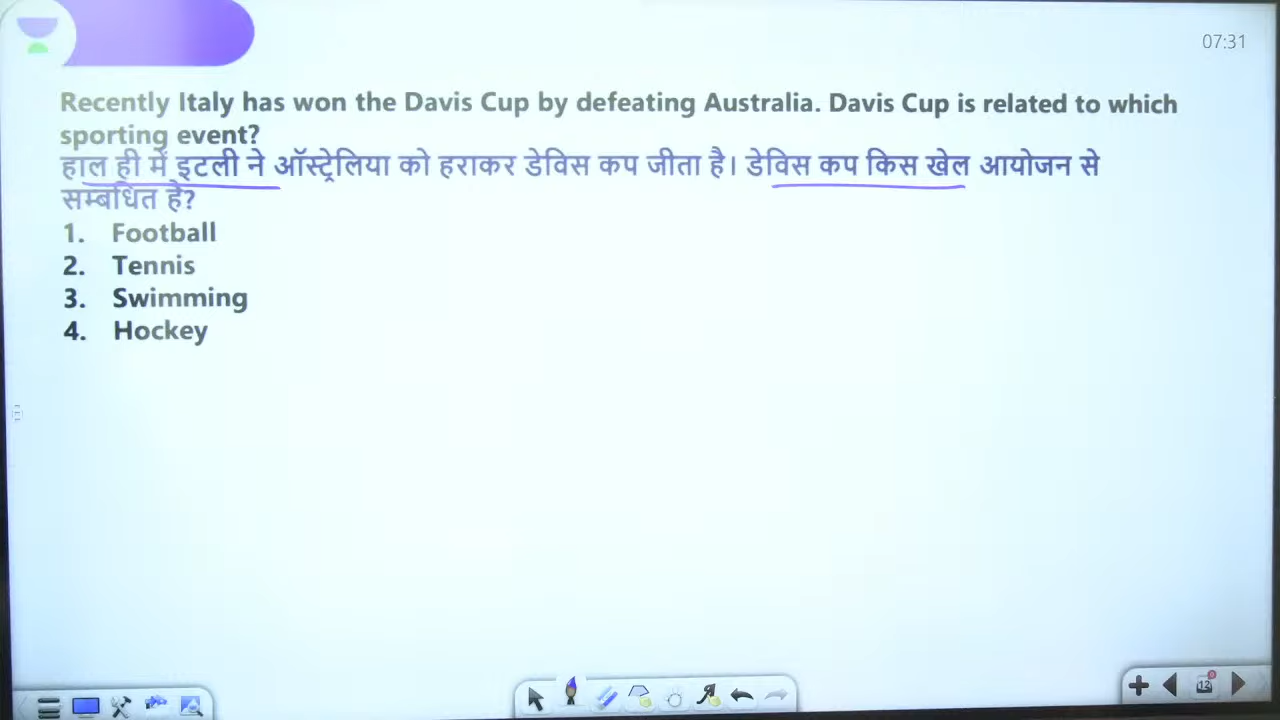 07:31
Recently Italy has won the Davis Cup by defeating Australia. Davis Cup is related to which
sporting event?
हाल ही में इटली ने ऑस्ट्रेलिया को हराकर डेविस कप जीता है। डेविस कप किस खेल आयोजन से
सम्बंधित है?
1. Football
2. Tennis
3. Swimming
4. Hockey
12